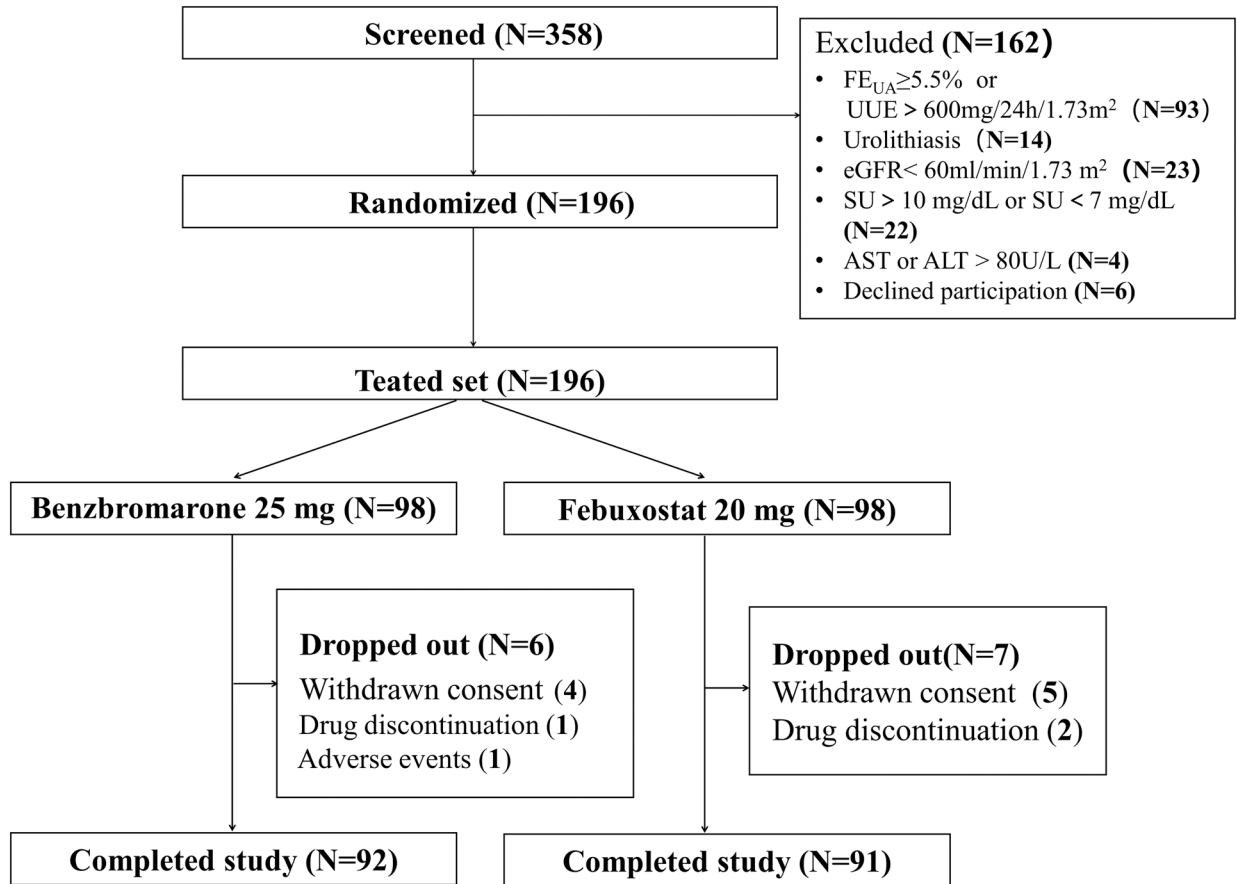 Screened (N=358)
Excluded (N=162)
• FEUA≥5.5% or
UUE > 600mg/24h/1.73m² (N=93)
• Urolithiasis (N=14)
• eGFR< 60ml/min/1.73 m² (N=23)
• SU > 10 mg/dL or SU < 7 mg/dL
(N=22)
• AST or ALT > 80U/L (N=4)
• Declined participation (N=6)
Randomized (N=196)
Teated set (N=196)
Benzbromarone 25 mg (N=98)
Febuxostat 20 mg (N=98)
Dropped out (N=6)
Withdrawn consent (4)
Drug discontinuation (1)
Adverse events (1)
Dropped out(N=7)
Withdrawn consent (5)
Drug discontinuation (2)
Completed study (N=92)
Completed study (N=91)